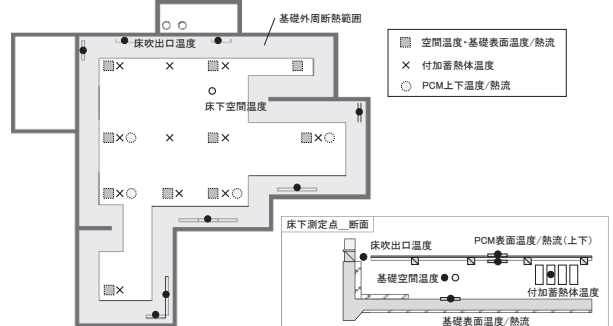 基礎外周断熱範囲
床吹出口温度
空間温度・基礎表面温度/熱流
付加蓄熱体温度
PCM上下温度/熱流
床下空間温度
床下測定点__断面
床吹出口温度
PCM表面温度/熱流(上下)
基礎空間温度
付加蓄熱体温度
基礎表面温度/熱流